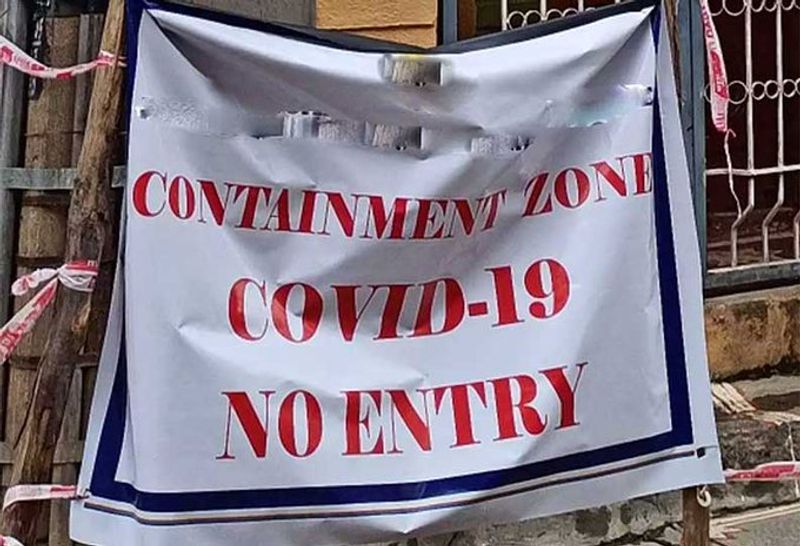 CONTAINMENT ZONE
COVID-19
NO ENTRY